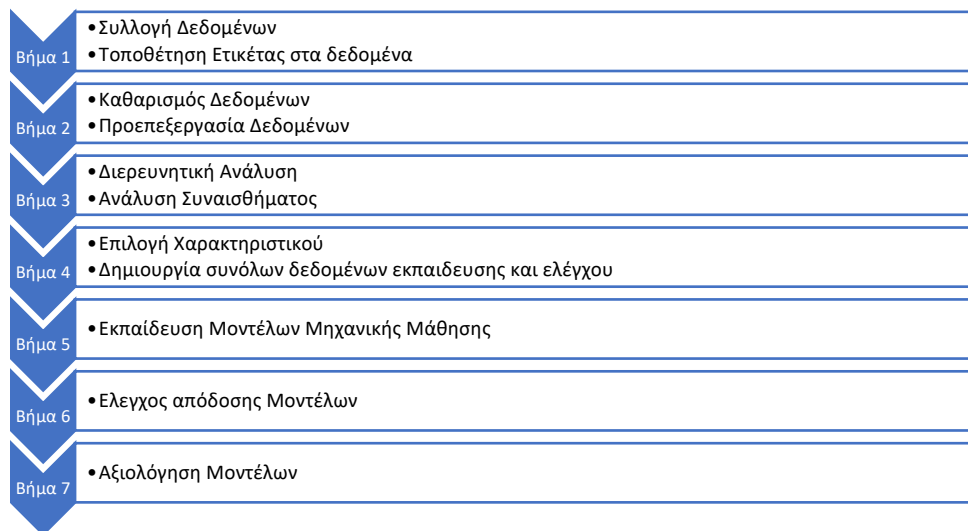 Βήμα 1
•Συλλογή Δεδομένων
•Τοποθέτηση Ετικέτας στα δεδομένα
Βήμα 2
•Καθαρισμός Δεδομένων
•Προεπεξεργασία Δεδομένων
Βήμα 3
•Διερευνητική Ανάλυση
•Ανάλυση Συναισθήματος
Βήμα 4
•Επιλογή Χαρακτηριστικού
•Δημιουργία συνόλων δεδομένων εκπαιδευσης και ελέγχου
Βήμα 5
•Εκπαίδευση Μοντέλων Μηχανικής Μάθησης
Βήμα 6
•Ελεγχος απόδοσης Μοντέλων
Βήμα 7
•Αξιολόγηση Μοντέλων